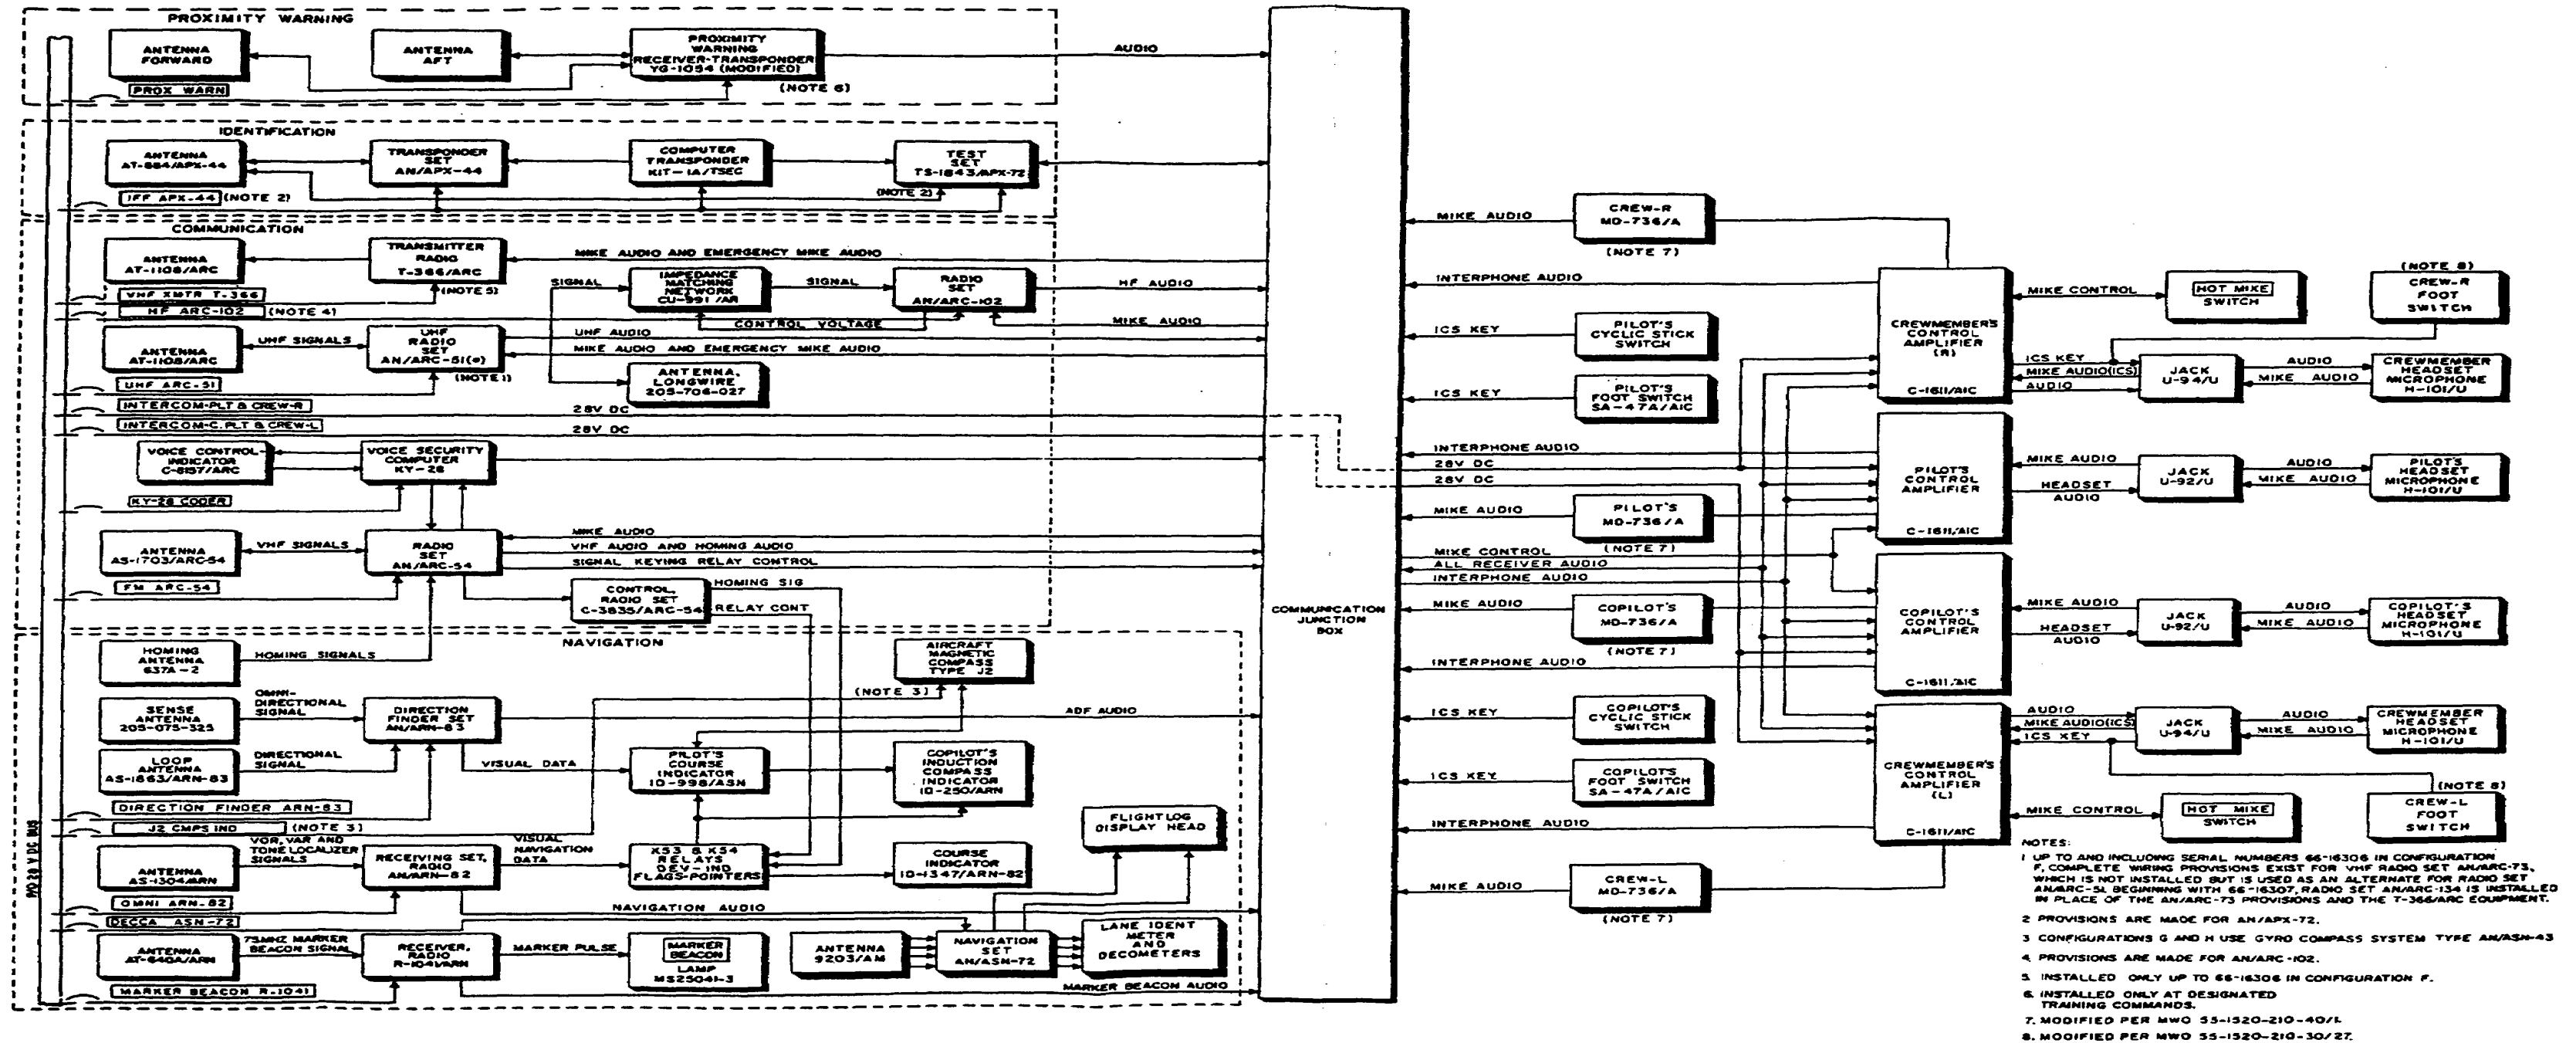 PROXIMITY WARNING
ANTENNA
FORWARD
ANTENNA
AFT
PROXIMITY
WARNING
RECEIVER-TRANSPONDER
YG-1054 (MODIFIED)
(NOTE 6)
PROX WARN
AUDIO
IDENTIFICATION
ANTENNA
AT-884/APX-44
TRANSPONDER
SET
AN/APX-44
COMPUTER
TRANSPONDER
KIT-1A/TSEC
TEST
SET
TS-1843/APX-72
(NOTE 2)
IFF APX-44 (NOTE 2)
COMMUNICATION
ANTENNA
AT-1108/ARC
TRANSMITTER
RADIO
T-366/ARC
(NOTE 5)
MIKE AUDIO AND EMERGENCY MIKE AUDIO
VHF XMTR T-366
HF ARC-102 (NOTE 4)
SIGNAL
IMPEDANCE
MATCHING
NETWORK
CU-991/AR
SIGNAL
RADIO
SET
AN/ARC-102
HF AUDIO
CONTROL VOLTAGE
MIKE AUDIO
ANTENNA
AT-1108/ARC
UHF SIGNALS
UHF
RADIO
SET
AN/ARC-51(*)
(NOTE 1)
UHF AUDIO
MIKE AUDIO AND EMERGENCY MIKE AUDIO
UHF ARC-51
ANTENNA,
LONGWIRE
205-706-027
INTERCOM-PLT & CREW-R
28V DC
INTERCOM-C.PLT & CREW-L
28V DC
VOICE CONTROL-
INDICATOR
C-8157/ARC
VOICE SECURITY
COMPUTER
KY-28
KY-28 CODER
ANTENNA
AS-1703/ARC-54
VHF SIGNALS
RADIO
SET
AN/ARC-54
MIKE AUDIO
VHF AUDIO AND HOMING AUDIO
SIGNAL KEYING RELAY CONTROL
FM ARC-54
CONTROL,
RADIO SET
C-3835/ARC-54
HOMING SIG
RELAY CONT
NAVIGATION
HOMING
ANTENNA
637A-2
HOMING SIGNALS
AIRCRAFT
MAGNETIC
COMPASS
TYPE J2
(NOTE 3)
SENSE
ANTENNA
205-075-325
OMNI-
DIRECTIONAL
SIGNAL
DIRECTION
FINDER SET
AN/ARN-83
ADF AUDIO
LOOP
ANTENNA
AS-1863/ARN-83
DIRECTIONAL
SIGNAL
VISUAL DATA
PILOT'S
COURSE
INDICATOR
ID-998/ASN
COPILOT'S
INDUCTION
COMPASS
INDICATOR
ID-250/ARN
DIRECTION FINDER ARN-83
J2 CMPS IND (NOTE 3)
P/O 28 V DC BUS
FLIGHTLOG
DISPLAY HEAD
ANTENNA
AS-1304/ARN
VOR, VAR AND
TONE LOCALIZER
SIGNALS
RECEIVING SET,
RADIO
AN/ARN-82
VISUAL
NAVIGATION
DATA
K53 & K54
RELAYS
DEV-IND
FLAGS-POINTERS
COURSE
INDICATOR
ID-1347/ARN-82
OMNI ARN-82
NAVIGATION AUDIO
DECCA ASN-72
ANTENNA
AT-640A/ARN
75MHZ MARKER
BEACON SIGNAL
RECEIVER,
RADIO
R-1041/ARN
MARKER PULSE
MARKER
BEACON
LAMP
MS25041-3
ANTENNA
9203/AM
NAVIGATION
SET
AN/ASN-72
LANE IDENT
METER
AND
DECOMETERS
MARKER BEACON R-1041
MARKER BEACON AUDIO
COMMUNICATION
JUNCTION
BOX
MIKE AUDIO
CREW-R
MD-736/A
(NOTE 7)
INTERPHONE AUDIO
ICS KEY
PILOT'S
CYCLIC STICK
SWITCH
ICS KEY
PILOT'S
FOOT SWITCH
SA-47A/AIC
INTERPHONE AUDIO
28V DC
28V DC
MIKE AUDIO
PILOT'S
MD-736/A
(NOTE 7)
MIKE CONTROL
ALL RECEIVER AUDIO
INTERPHONE AUDIO
MIKE AUDIO
COPILOT'S
MD-736/A
(NOTE 7)
INTERPHONE AUDIO
ICS KEY
COPILOT'S
CYCLIC STICK
SWITCH
ICS KEY
COPILOT'S
FOOT SWITCH
SA-47A/AIC
INTERPHONE AUDIO
MIKE AUDIO
CREW-L
MD-736/A
(NOTE 7)
CREWMEMBER'S
CONTROL
AMPLIFIER
(R)
C-1611/AIC
MIKE CONTROL
HOT MIKE
SWITCH
(NOTE 8)
CREW-R
FOOT
SWITCH
ICS KEY
MIKE AUDIO(ICS)
AUDIO
JACK
U-94/U
AUDIO
MIKE AUDIO
CREWMEMBER
HEADSET
MICROPHONE
H-101/U
PILOT'S
CONTROL
AMPLIFIER
C-1611/AIC
MIKE AUDIO
HEADSET
AUDIO
JACK
U-92/U
AUDIO
MIKE AUDIO
PILOT'S
HEADSET
MICROPHONE
H-101/U
COPILOT'S
CONTROL
AMPLIFIER
C-1611/AIC
MIKE AUDIO
HEADSET
AUDIO
JACK
U-92/U
AUDIO
MIKE AUDIO
COPILOT'S
HEADSET
MICROPHONE
H-101/U
CREWMEMBER'S
CONTROL
AMPLIFIER
(L)
C-1611/AIC
AUDIO
MIKE AUDIO(ICS)
ICS KEY
JACK
U-94/U
AUDIO
MIKE AUDIO
CREWMEMBER
HEADSET
MICROPHONE
H-101/U
MIKE CONTROL
HOT MIKE
SWITCH
(NOTE 8)
CREW-L
FOOT
SWITCH
NOTES:
1 UP TO AND INCLUDING SERIAL NUMBERS 66-16306 IN CONFIGURATION
F, COMPLETE WIRING PROVISIONS EXIST FOR VHF RADIO SET AN/ARC-73,
WHICH IS NOT INSTALLED BUT IS USED AS AN ALTERNATE FOR RADIO SET
AN/ARC-51. BEGINNING WITH 66-16307, RADIO SET AN/ARC-134 IS INSTALLED
IN PLACE OF THE AN/ARC-73 PROVISIONS AND THE T-366/ARC EQUIPMENT.
2 PROVISIONS ARE MADE FOR AN/APX-72.
3 CONFIGURATIONS G AND H USE GYRO COMPASS SYSTEM TYPE AN/ASN-43
4. PROVISIONS ARE MADE FOR AN/ARC-102.
5. INSTALLED ONLY UP TO 66-16306 IN CONFIGURATION F.
6. INSTALLED ONLY AT DESIGNATED
TRAINING COMMANDS.
7. MODIFIED PER MWO 55-1520-210-40/1.
8. MODIFIED PER MWO 55-1520-210-30/27.